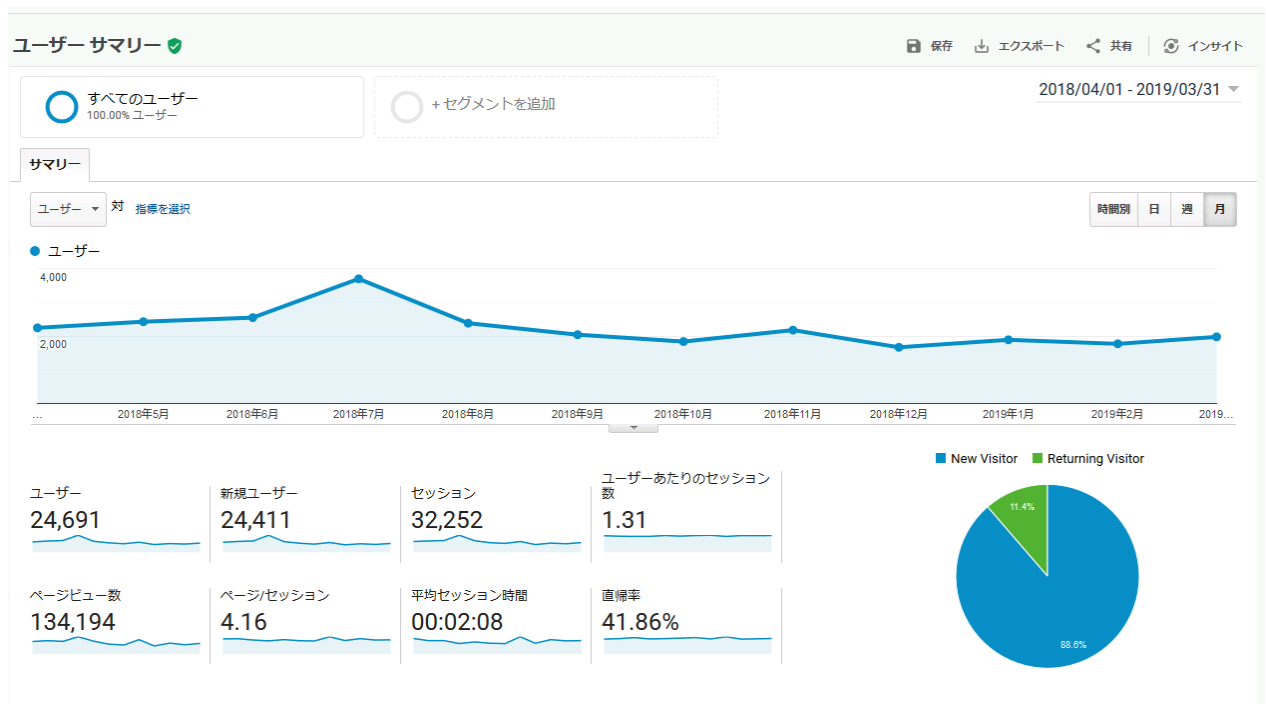 ユーザー サマリー
保存
エクスポート
共有
インサイト
すべてのユーザー
100.00% ユーザー
+ セグメントを追加
2018/04/01 - 2019/03/31
サマリー
ユーザー
対
指標を選択
時間別
日
週
月
ユーザー
4,000
2,000
...
2018年5月
2018年6月
2018年7月
2018年8月
2018年9月
2018年10月
2018年11月
2018年12月
2019年1月
2019年2月
2019...
New Visitor
Returning Visitor
ユーザー
24,691
新規ユーザー
24,411
セッション
32,252
ユーザーあたりのセッション
数
1.31
ページビュー数
134,194
ページ/セッション
4.16
平均セッション時間
00:02:08
直帰率
41.86%
11.4%
88.6%